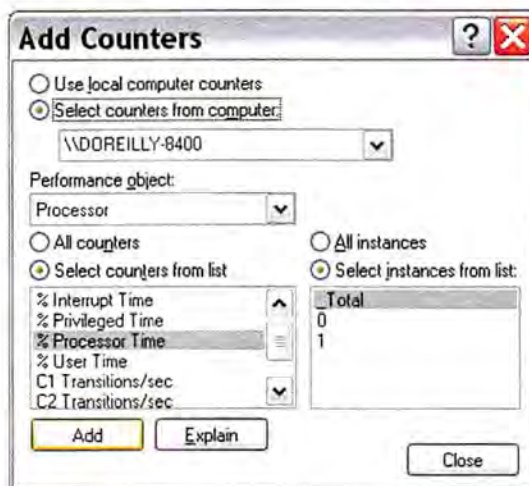 Add Counters
Use local computer counters
Select counters from computer:
\\DOREILLY-8400
Performance object:
Processor
All counters
All instances
Select counters from list
Select instances from list:
% Interrupt Time
% Privileged Time
% Processor Time
% User Time
C1 Transitions/sec
C2 Transitions/sec
_Total
0
1
Add
Explain
Close